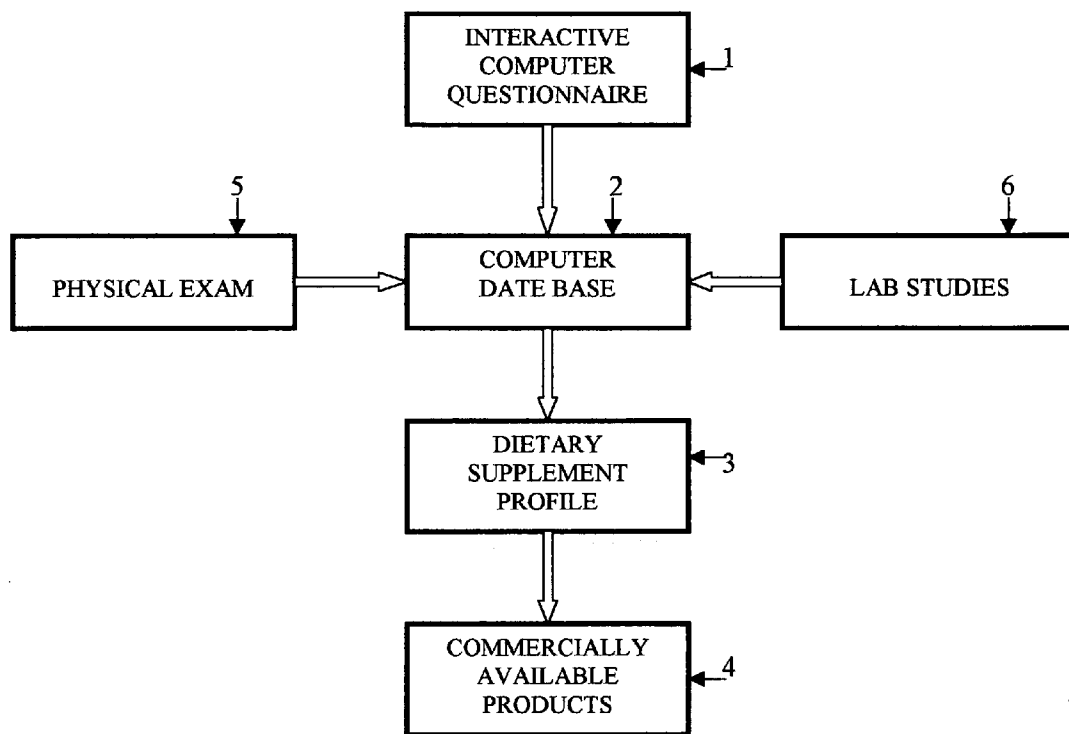 INTERACTIVE
COMPUTER
QUESTIONNAIRE
1
5
2
6
PHYSICAL EXAM
COMPUTER
DATE BASE
LAB STUDIES
DIETARY
SUPPLEMENT
PROFILE
3
COMMERCIALLY
AVAILABLE
PRODUCTS
4